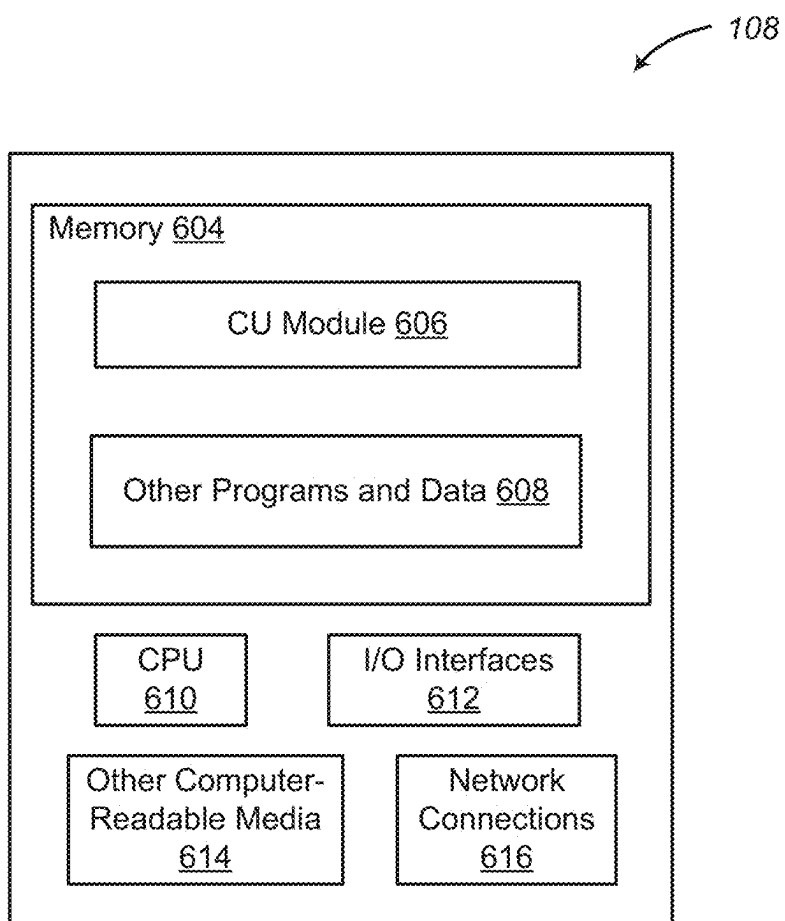 108
Memory 604
CU Module 606
Other Programs and Data 608
CPU
610
I/O Interfaces
612
Other Computer-
Readable Media
614
Network
Connections
616